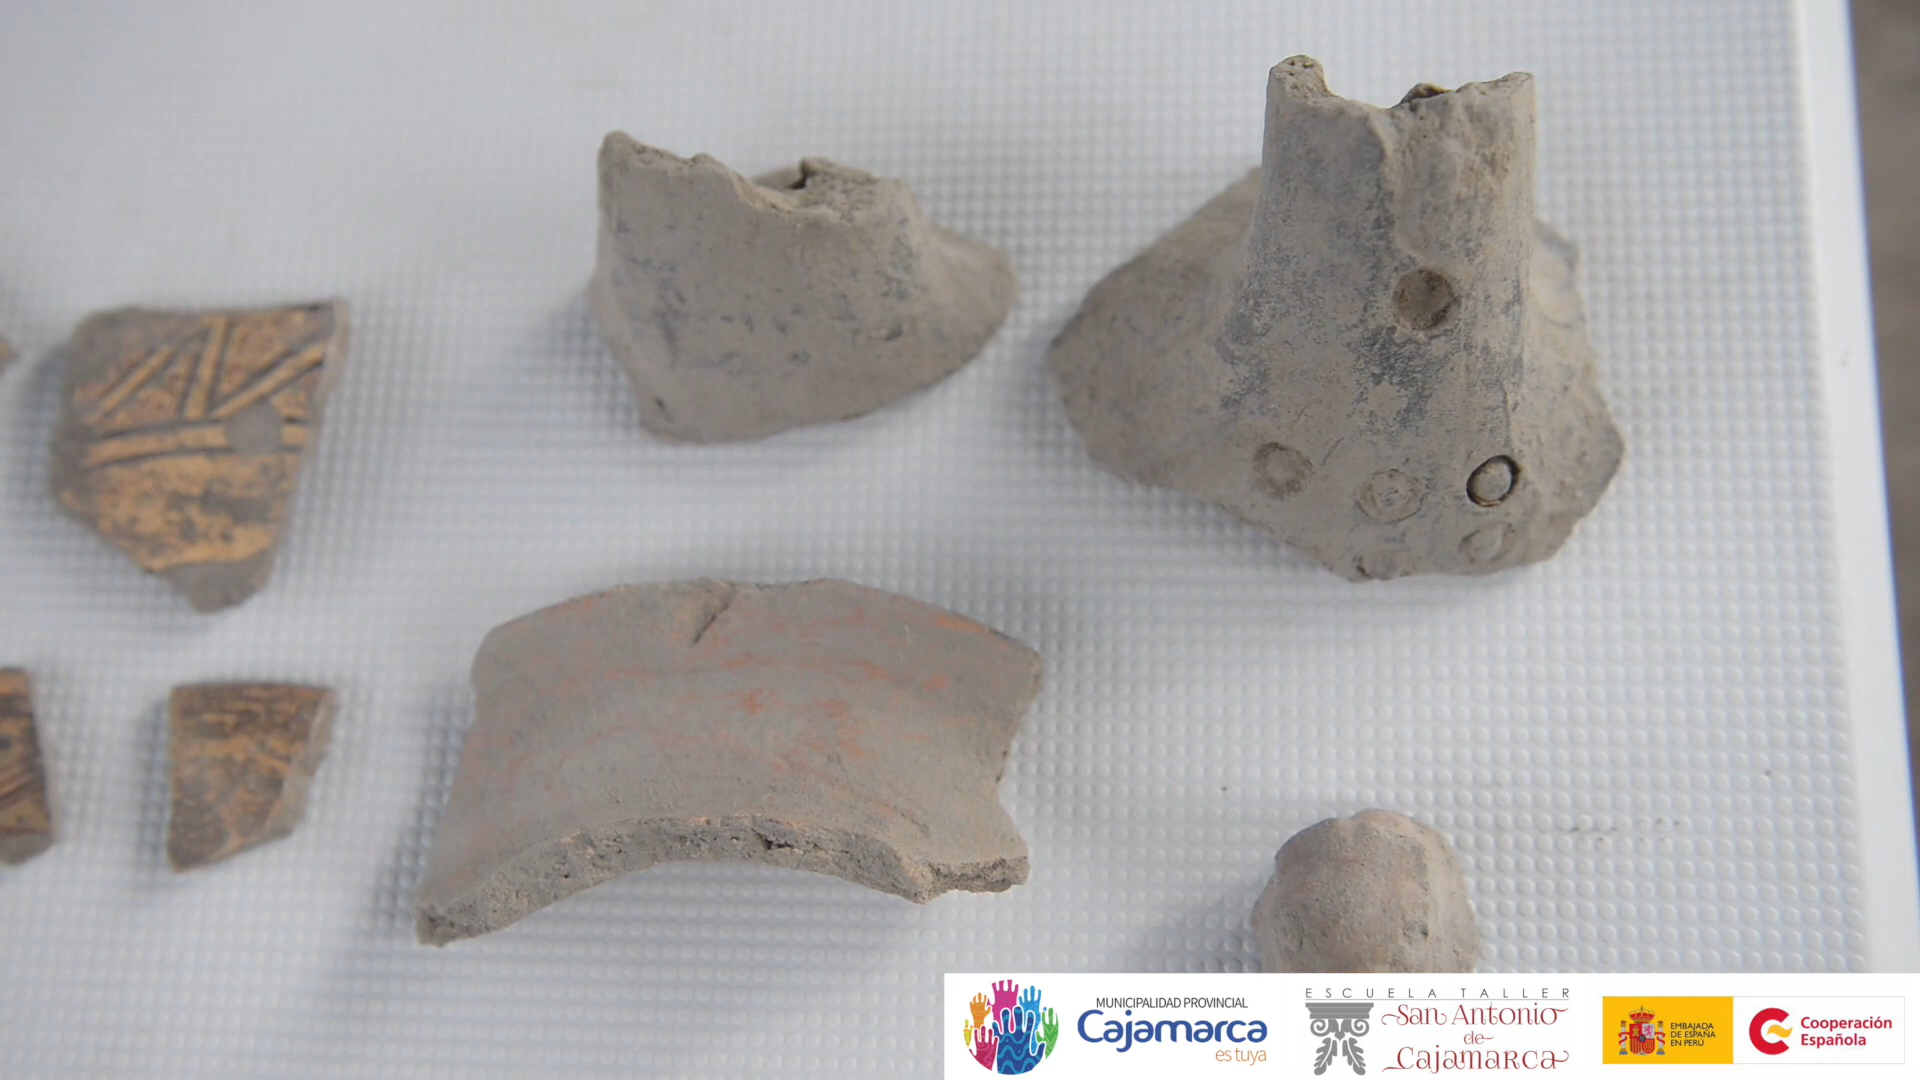 MUNICIPALIDAD PROVINCIAL
Cajamarca
es tuya
ESCUELA TALLER
San Antonio
de
Cajamarca
EMBAJADA
DE ESPAÑA
EN PERÚ
Cooperación
Española